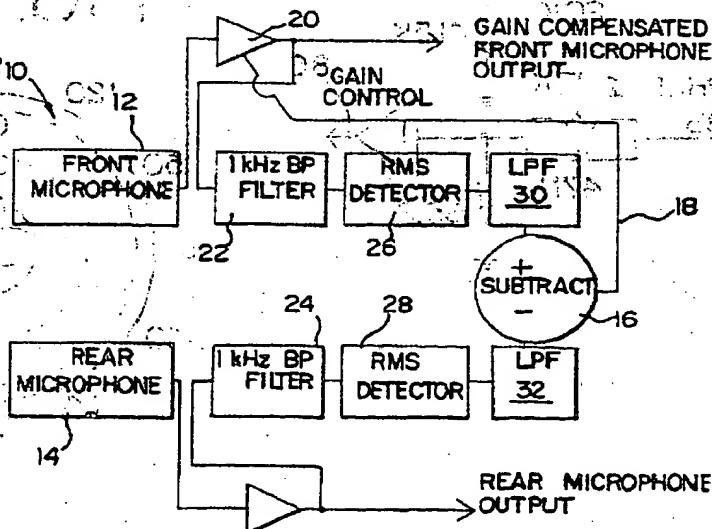 20
GAIN COMPENSATED
FRONT MICROPHONE
OUTPUT
10
12
GAIN
CONTROL
FRONT
MICROPHONE
1 kHz BP
FILTER
RMS
DETECTOR
LPF
30
18
22
26
+
SUBTRACT
-
16
24
28
REAR
MICROPHONE
1 kHz BP
FILTER
RMS
DETECTOR
LPF
32
14
REAR MICROPHONE
OUTPUT